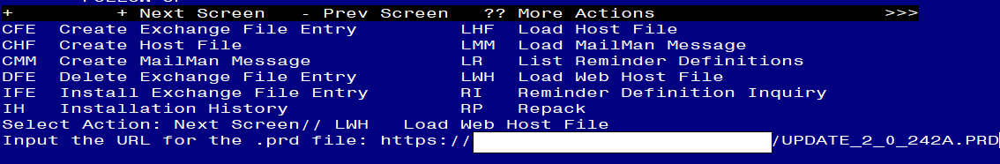 + + Next Screen - Prev Screen ?? More Actions >>>
CFE Create Exchange File Entry LHF Load Host File
CHF Create Host File LMM Load MailMan Message
CMM Create MailMan Message LR List Reminder Definitions
DFE Delete Exchange File Entry LWH Load Web Host File
IFE Install Exchange File Entry RI Reminder Definition Inquiry
IH Installation History RP Repack
Select Action: Next Screen// LWH Load Web Host File
Input the URL for the .prd file: https:// /UPDATE_2_0_242A.PRD